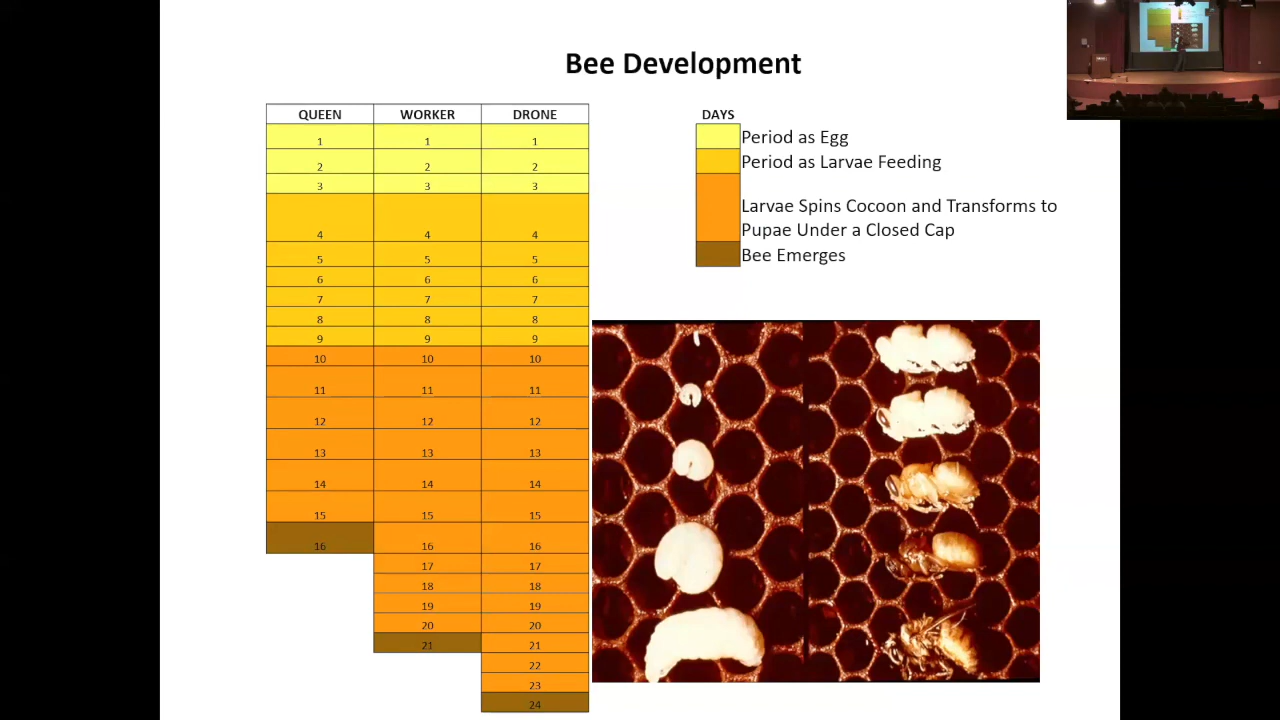 Bee Development
QUEEN WORKER DRONE
1 1 1
2 2 2
3 3 3
4 4 4
5 5 5
6 6 6
7 7 7
8 8 8
9 9 9
10 10 10
11 11 11
12 12 12
13 13 13
14 14 14
15 15 15
16 16 16
17 17
18 18
19 19
20 20
21 21
22
23
24
DAYS
Period as Egg
Period as Larvae Feeding
Larvae Spins Cocoon and Transforms to
Pupae Under a Closed Cap
Bee Emerges